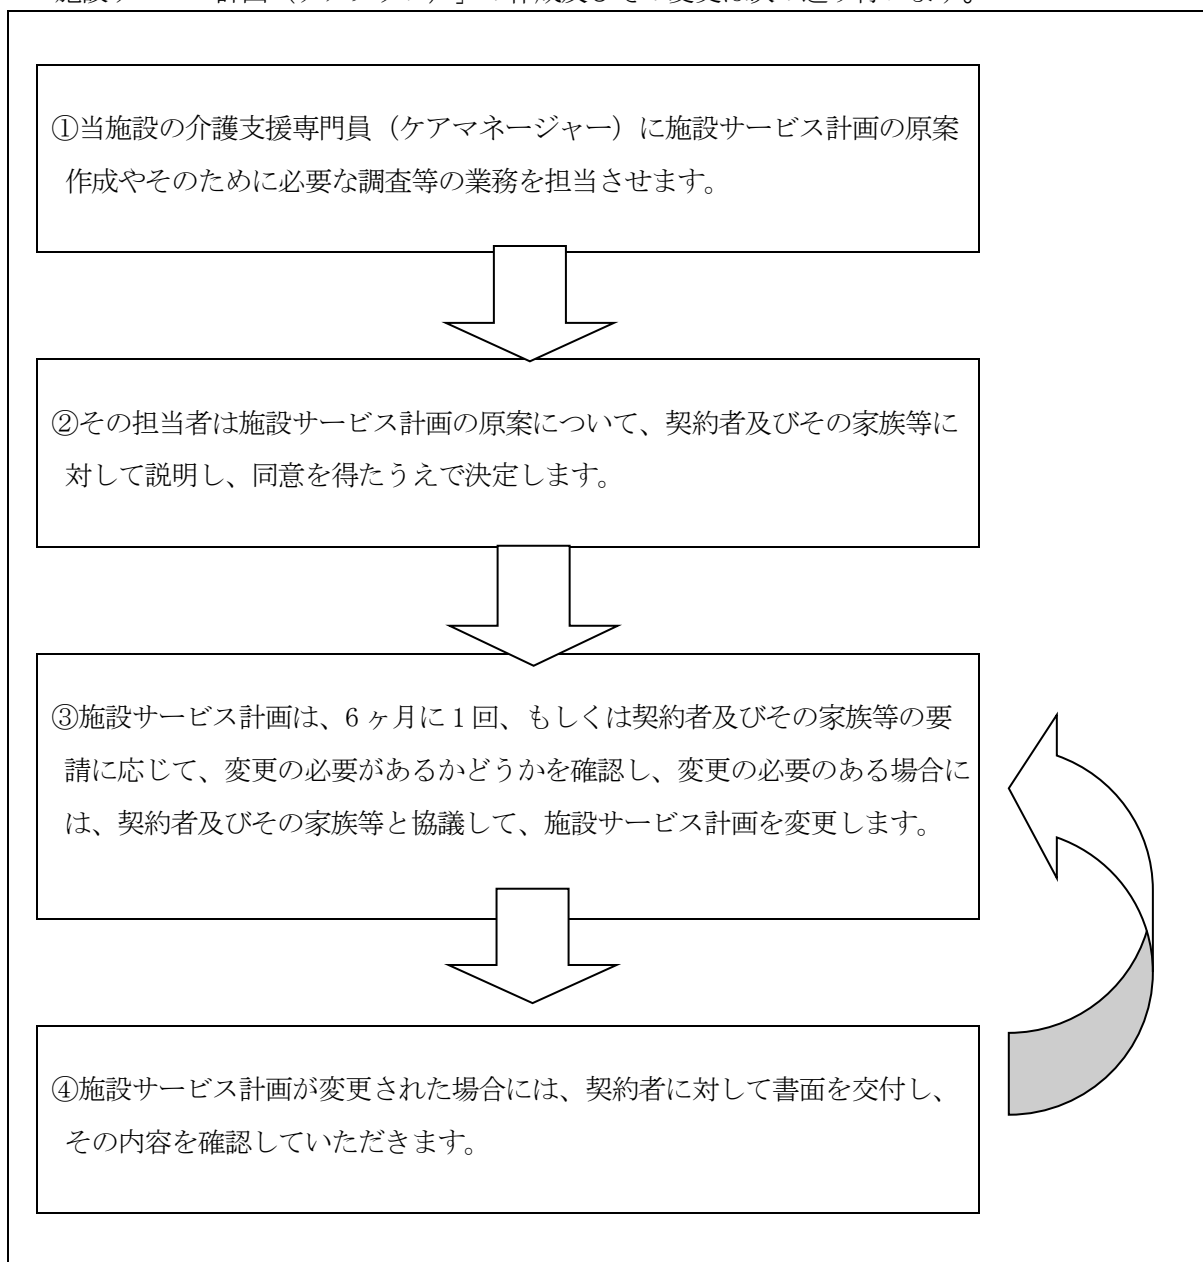 ①当施設の介護支援専門員（ケアマネージャー）に施設サービス計画の原案
作成やそのために必要な調査等の業務を担当させます。
②その担当者は施設サービス計画の原案について、契約者及びその家族等に
対して説明し、同意を得たうえで決定します。
③施設サービス計画は、6 ヶ月に 1 回、もしくは契約者及びその家族等の要
請に応じて、変更の必要があるかどうかを確認し、変更の必要のある場合に
は、契約者及びその家族等と協議して、施設サービス計画を変更します。
④施設サービス計画が変更された場合には、契約者に対して書面を交付し、
その内容を確認していただきます。